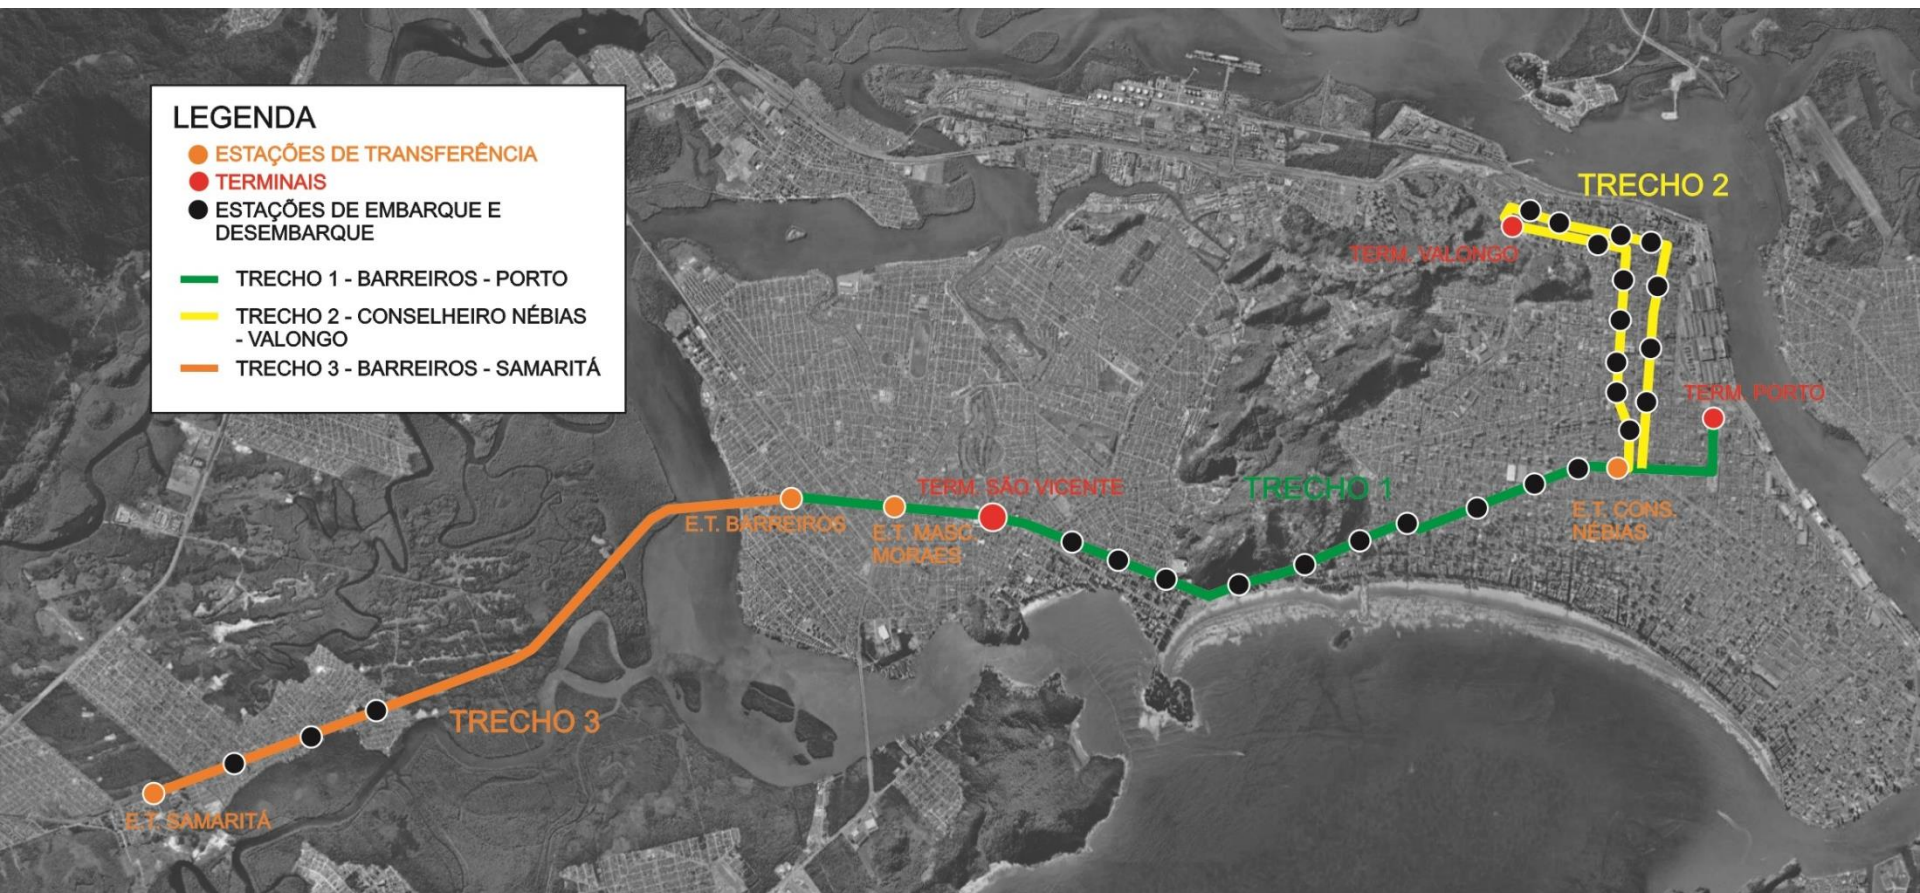 LEGENDA
ESTAÇÕES DE TRANSFERÊNCIA
TERMINAIS
ESTAÇÕES DE EMBARQUE E
DESEMBARQUE
TRECHO 1 - BARREIROS - PORTO
TRECHO 2 - CONSELHEIRO NÉBIAS
- VALONGO
TRECHO 3 - BARREIROS - SAMARITÁ
TRECHO 2
TERM. VALONGO
TERM. PORTO
TERM. SÃO VICENTE
TRECHO 1
E.T. BARREIROS
E.T. MASC.
MORAES
E.T. CONS.
NÉBIAS
TRECHO 3
E.T. SAMARITÁ